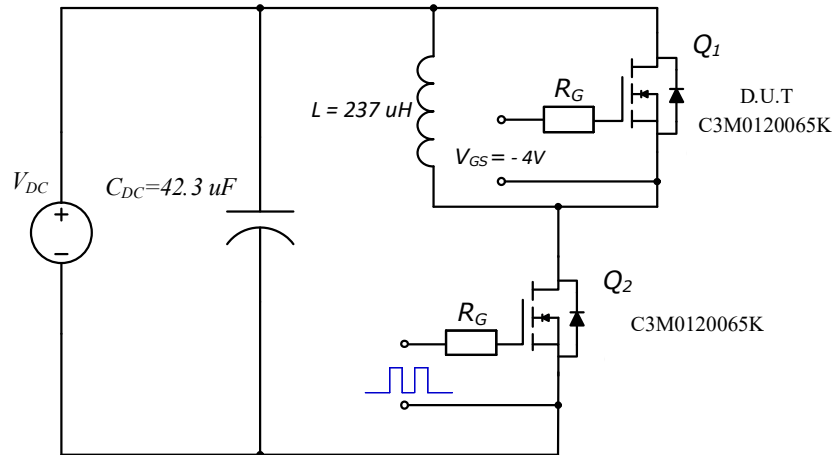 Q1
D.U.T
C3M0120065K
RG
L = 237 uH
VGS = - 4V
VDC
CDC=42.3 uF
Q2
C3M0120065K
RG